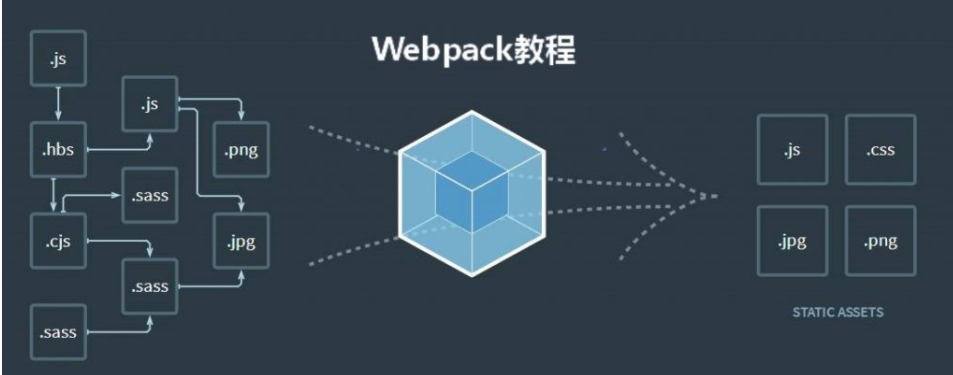 Webpack教程
.js
.js
.hbs
.png
.sass
.cjs
.jpg
.sass
.sass
.js
.css
.jpg
.png
STATIC ASSETS